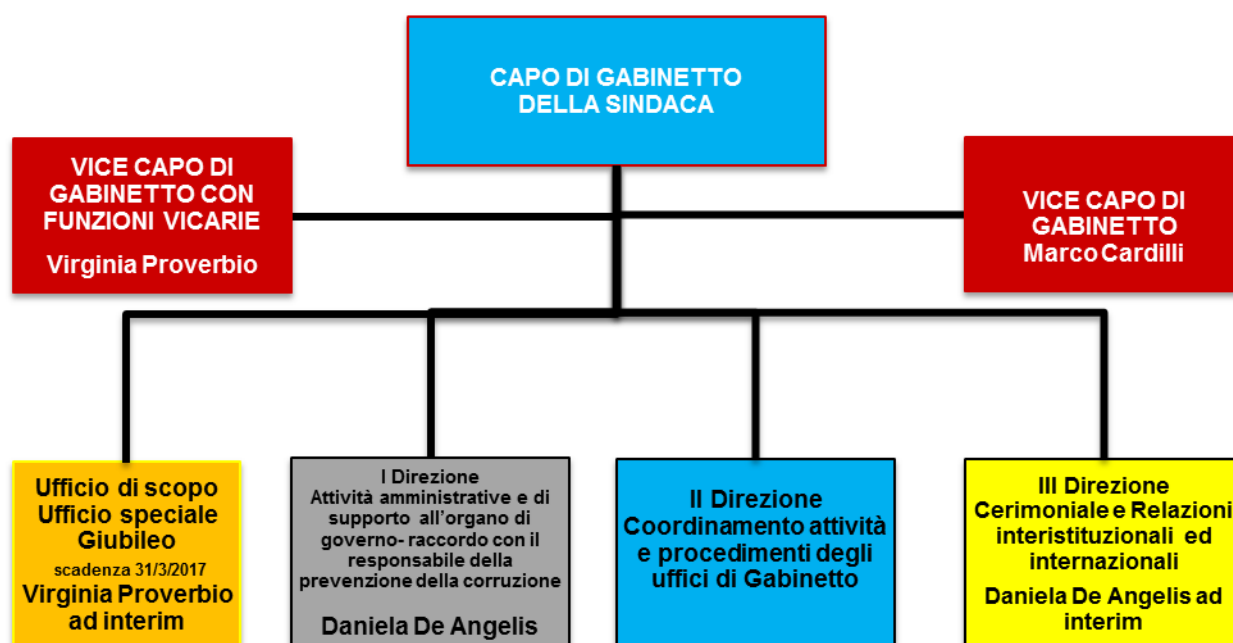 CAPO DI GABINETTO
DELLA SINDACA
VICE CAPO DI
GABINETTO CON
FUNZIONI VICARIE
Virginia Proverbio
VICE CAPO DI
GABINETTO
Marco Cardilli
Ufficio di scopo
Ufficio speciale
Giubileo
scadenza 31/3/2017
Virginia Proverbio
ad interim
I Direzione
Attività amministrative e di
supporto all'organo di
governo- raccordo con il
responsabile della
prevenzione della corruzione
Daniela De Angelis
II Direzione
Coordinamento attività
e procedimenti degli
uffici di Gabinetto
III Direzione
Cerimoniale e Relazioni
interistituzionali ed
internazionali
Daniela De Angelis ad
interim